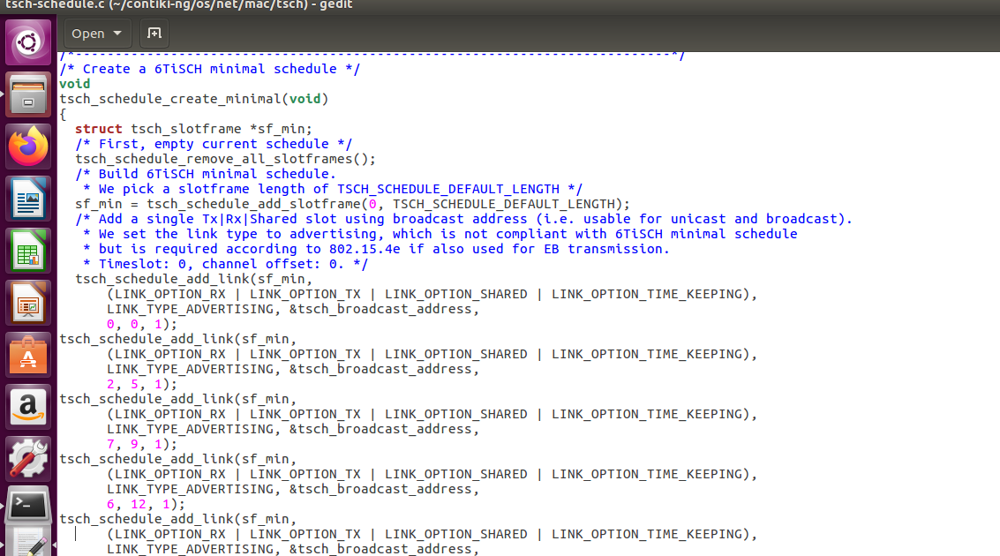 tsch-schedule.c (~/contiki-ng/os/net/mac/tsch) - gedit
Open
/*---------------------------------------------------------------------------*/
/* Create a 6TiSCH minimal schedule */
void
tsch_schedule_create_minimal(void)
{
  struct tsch_slotframe *sf_min;
  /* First, empty current schedule */
  tsch_schedule_remove_all_slotframes();
  /* Build 6TiSCH minimal schedule.
   * We pick a slotframe length of TSCH_SCHEDULE_DEFAULT_LENGTH */
  sf_min = tsch_schedule_add_slotframe(0, TSCH_SCHEDULE_DEFAULT_LENGTH);
  /* Add a single Tx|Rx|Shared slot using broadcast address (i.e. usable for unicast and broadcast).
   * We set the link type to advertising, which is not compliant with 6TiSCH minimal schedule
   * but is required according to 802.15.4e if also used for EB transmission.
   * Timeslot: 0, channel offset: 0. */
  tsch_schedule_add_link(sf_min,
      (LINK_OPTION_RX | LINK_OPTION_TX | LINK_OPTION_SHARED | LINK_OPTION_TIME_KEEPING),
      LINK_TYPE_ADVERTISING, &tsch_broadcast_address,
      0, 0, 1);
tsch_schedule_add_link(sf_min,
      (LINK_OPTION_RX | LINK_OPTION_TX | LINK_OPTION_SHARED | LINK_OPTION_TIME_KEEPING),
      LINK_TYPE_ADVERTISING, &tsch_broadcast_address,
      2, 5, 1);
tsch_schedule_add_link(sf_min,
      (LINK_OPTION_RX | LINK_OPTION_TX | LINK_OPTION_SHARED | LINK_OPTION_TIME_KEEPING),
      LINK_TYPE_ADVERTISING, &tsch_broadcast_address,
      7, 9, 1);
tsch_schedule_add_link(sf_min,
      (LINK_OPTION_RX | LINK_OPTION_TX | LINK_OPTION_SHARED | LINK_OPTION_TIME_KEEPING),
      LINK_TYPE_ADVERTISING, &tsch_broadcast_address,
      6, 12, 1);
tsch_schedule_add_link(sf_min,
      (LINK_OPTION_RX | LINK_OPTION_TX | LINK_OPTION_SHARED | LINK_OPTION_TIME_KEEPING),
      LINK_TYPE_ADVERTISING, &tsch_broadcast_address,